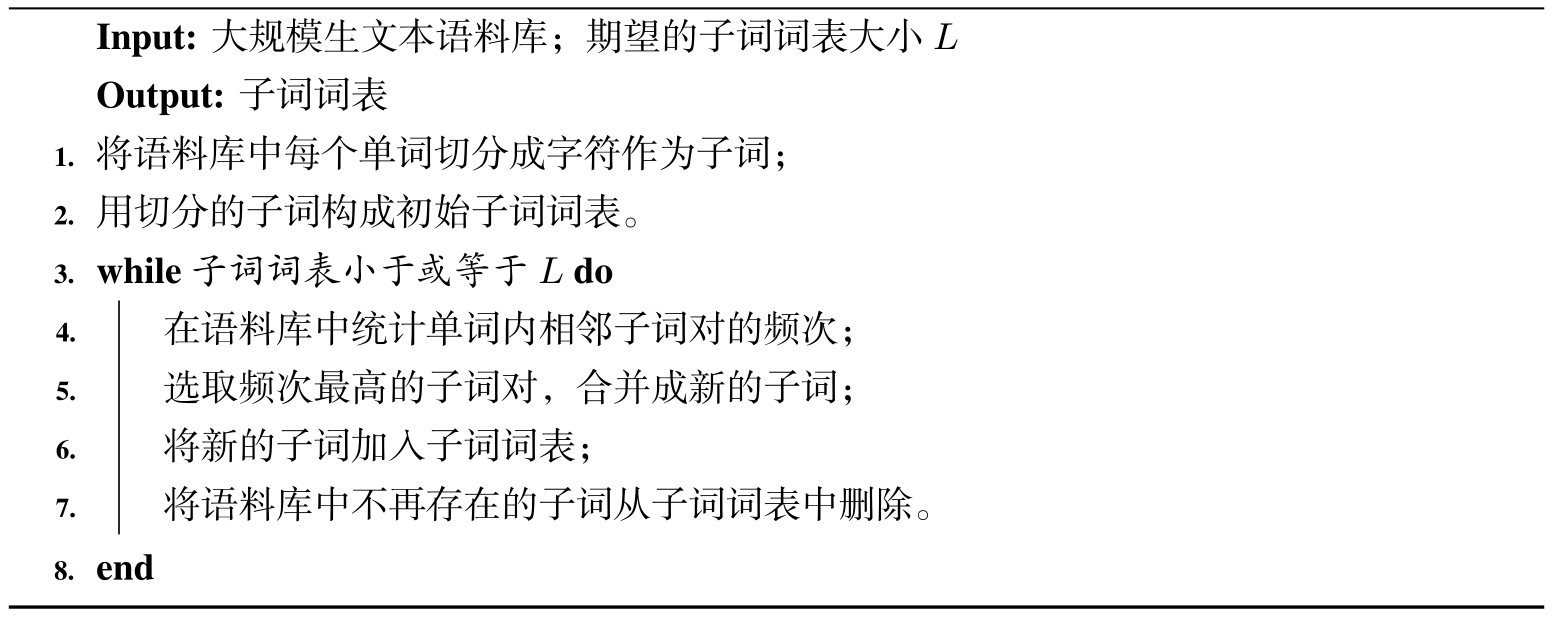 Input: 大规模生文本语料库；期望的子词词表大小 L
Output: 子词词表
1. 将语料库中每个单词切分成字符作为子词；
2. 用切分的子词构成初始子词词表。
3. while 子词词表小于或等于 L do
4. 在语料库中统计单词内相邻子词对的频次；
5. 选取频次最高的子词对，合并成新的子词；
6. 将新的子词加入子词词表；
7. 将语料库中不再存在的子词从子词词表中删除。
8. end